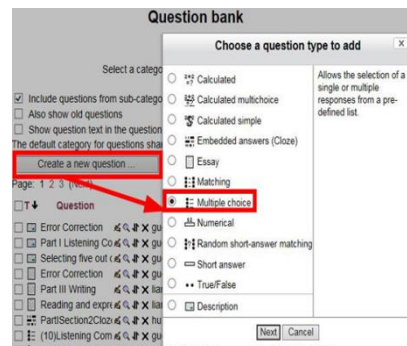 Question bank
Choose a question type to add
X
Select a catego
Include questions from sub-catego
Also show old questions
Show question text in the question
The default category for questions shar
Create a new question ...
Page: 1 2 3 (Next)
T Question
Error Correction
Part I Listening Co
Selecting five out
Error Correction
Part III Writing
Reading and expre
PartISection2Cloz
(10)Listening Com
Calculated
Calculated multichoice
Calculated simple
Embedded answers (Cloze)
Essay
Matching
Multiple choice
Numerical
Random short-answer matching
Short answer
True/False
Description
Allows the selection of a
single or multiple
responses from a pre-
defined list.
Next
Cancel